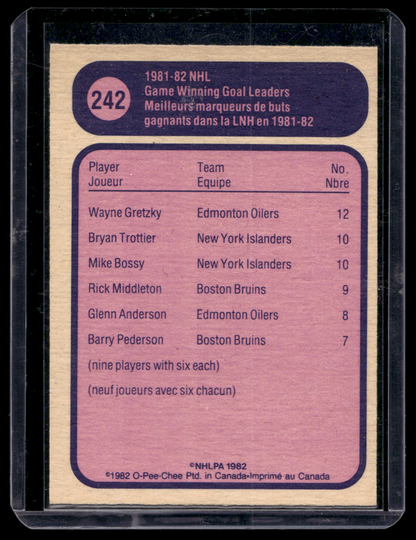 242
1981-82 NHL
Game Winning Goal Leaders
Meilleurs marqueurs de buts
gagnants dans la LNH en 1981-82
Player Team No.
Joueur Equipe Nbre
Wayne Gretzky Edmonton Oilers 12
Bryan Trottier New York Islanders 10
Mike Bossy New York Islanders 10
Rick Middleton Boston Bruins 9
Glenn Anderson Edmonton Oilers 8
Barry Pederson Boston Bruins 7
(nine players with six each)
(neuf joueurs avec six chacun)
©NHLPA 1982
©1982 O-Pee-Chee Ptd. in Canada-Imprimé au Canada